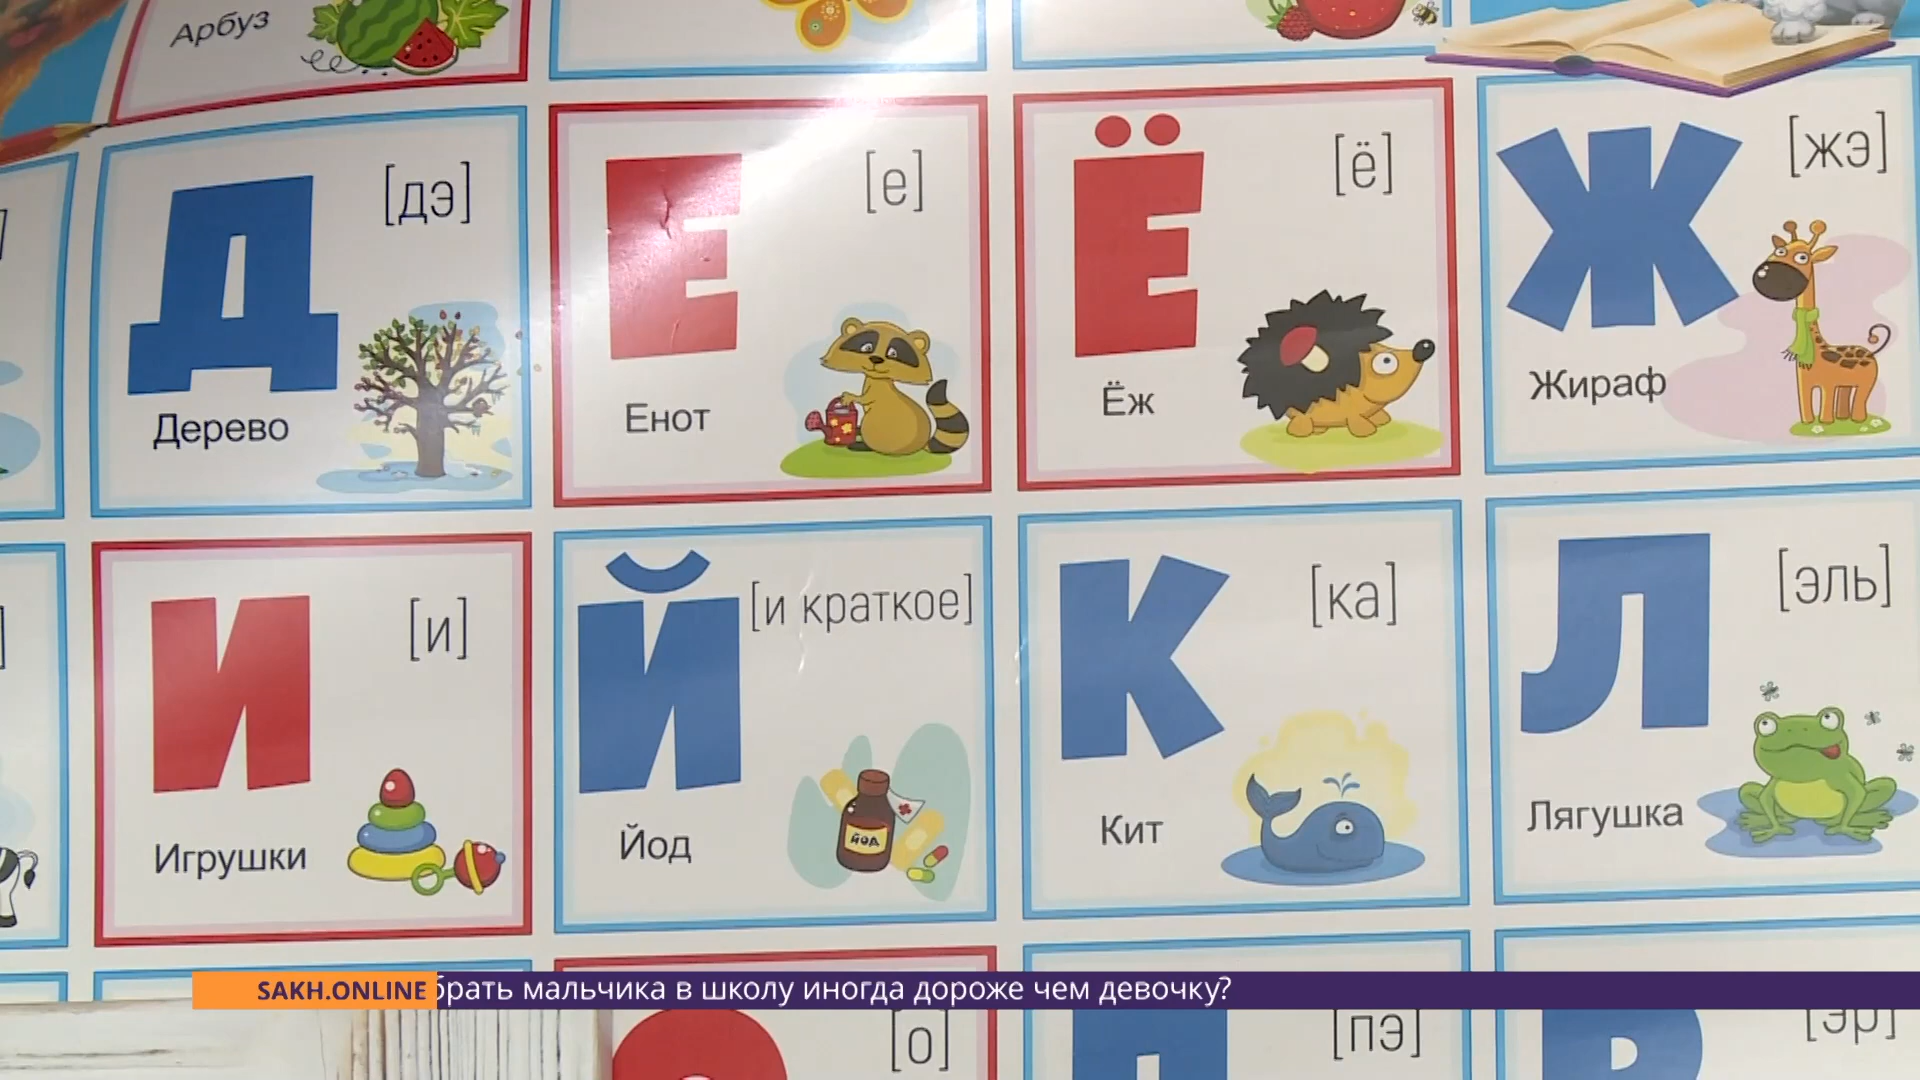 Арбуз
Д [дэ]
Дерево
Е [е]
Енот
Ё [ё]
Ёж
Ж [жэ]
Жираф
И [и]
Игрушки
Й [и краткое]
Йод
йод
К [ка]
Кит
Л [эль]
Лягушка
SAKH.ONLINE брать мальчика в школу иногда дороже чем девочку?
[о]
П [пэ]
Р [эр]